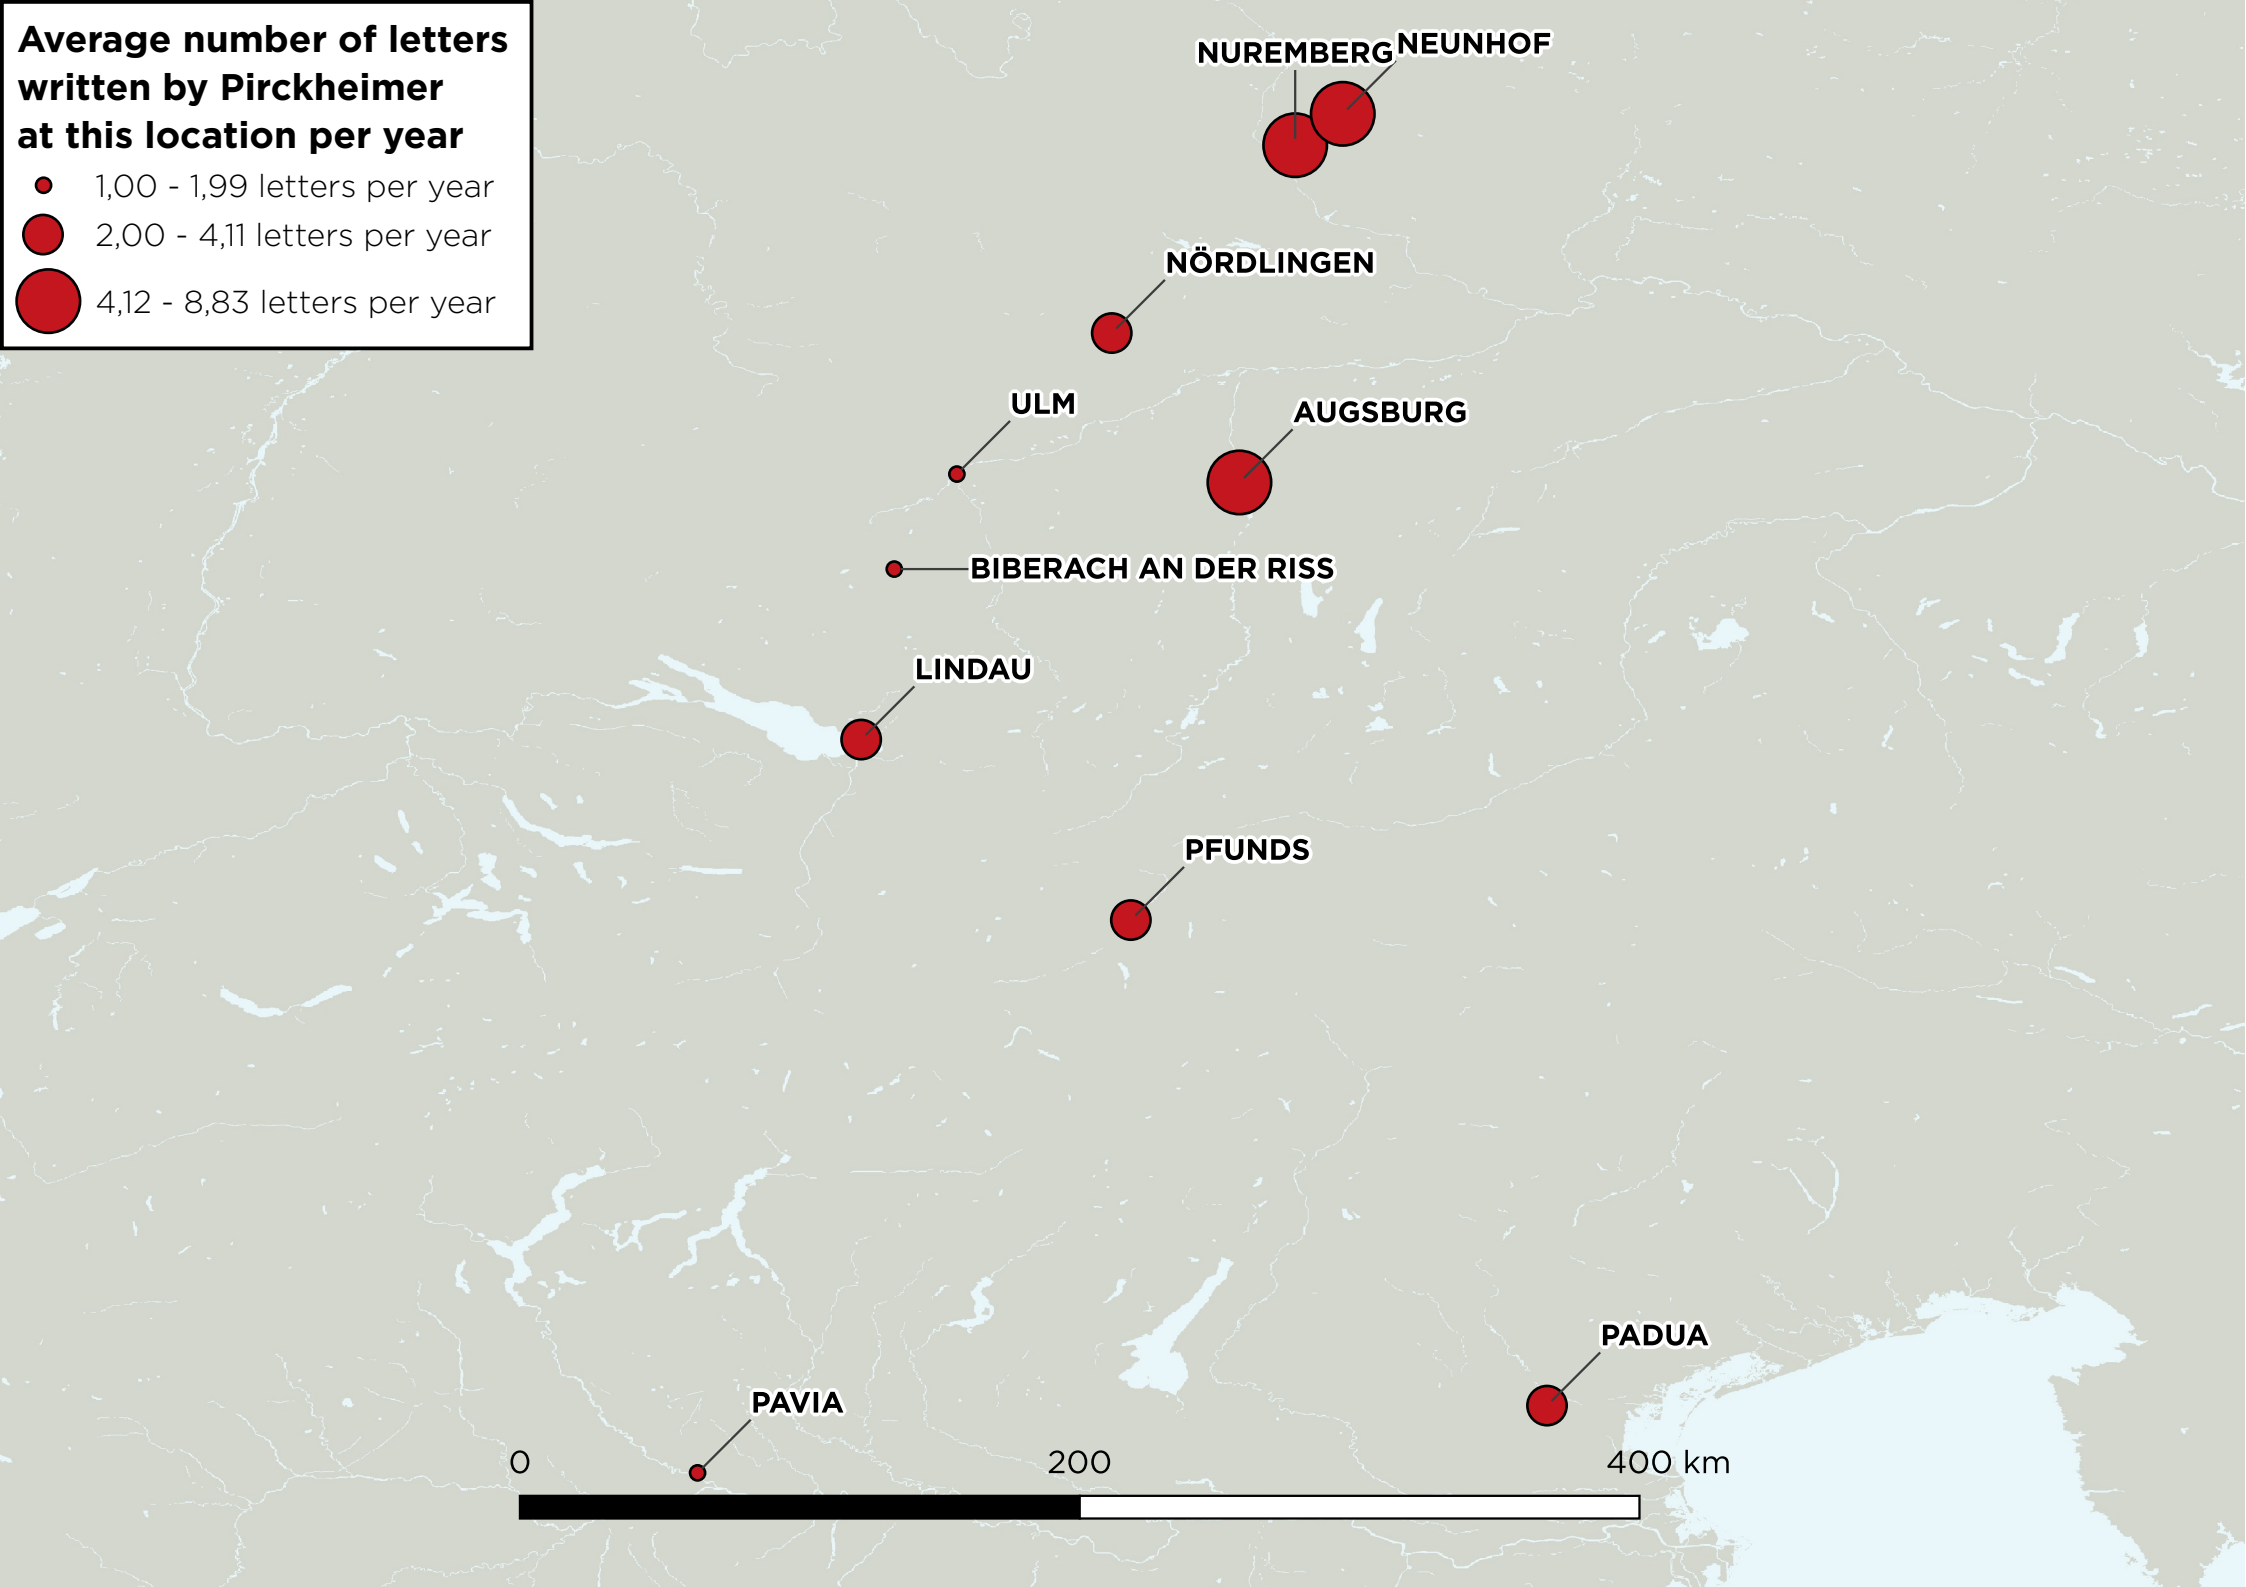 Average number of letters
written by Pirckheimer
at this location per year
1,00 - 1,99 letters per year
2,00 - 4,11 letters per year
4,12 - 8,83 letters per year
NUREMBERG
NEUNHOF
NÖRDLINGEN
ULM
AUGSBURG
BIBERACH AN DER RISS
LINDAU
PFUNDS
PADUA
PAVIA
0 200 400 km